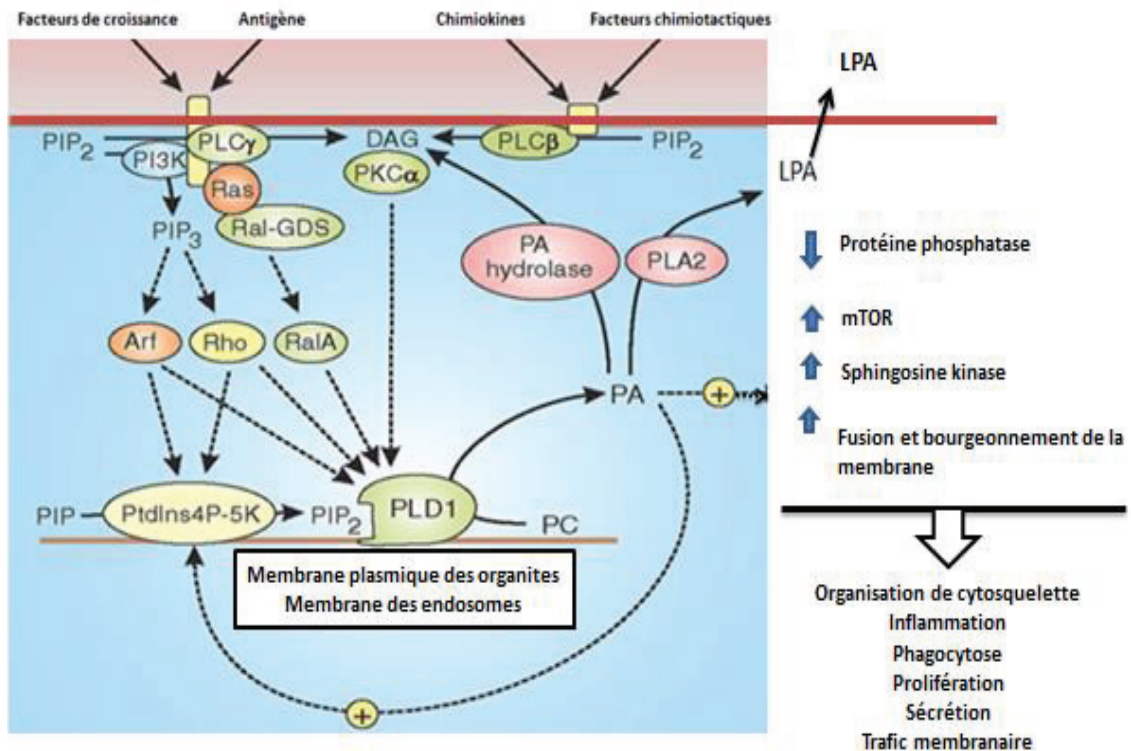 Facteurs de croissance
Antigène
Chimiokines
Facteurs chimiotactiques
LPA
PIP2
PLCγ
DAG
PLCβ
PIP2
PI3K
PKCα
LPA
Ras
PIP3
Ral-GDS
PA
hydrolase
PLA2
Protéine phosphatase
Arf
Rho
RalA
mTOR
Sphingosine kinase
PA
+
Fusion et bourgeonnement de la
membrane
PIP
PtdIns4P-5K
PIP2
PLD1
PC
Membrane plasmique des organites
Membrane des endosomes
+
Organisation de cytosquelette
Inflammation
Phagocytose
Prolifération
Sécrétion
Trafic membranaire